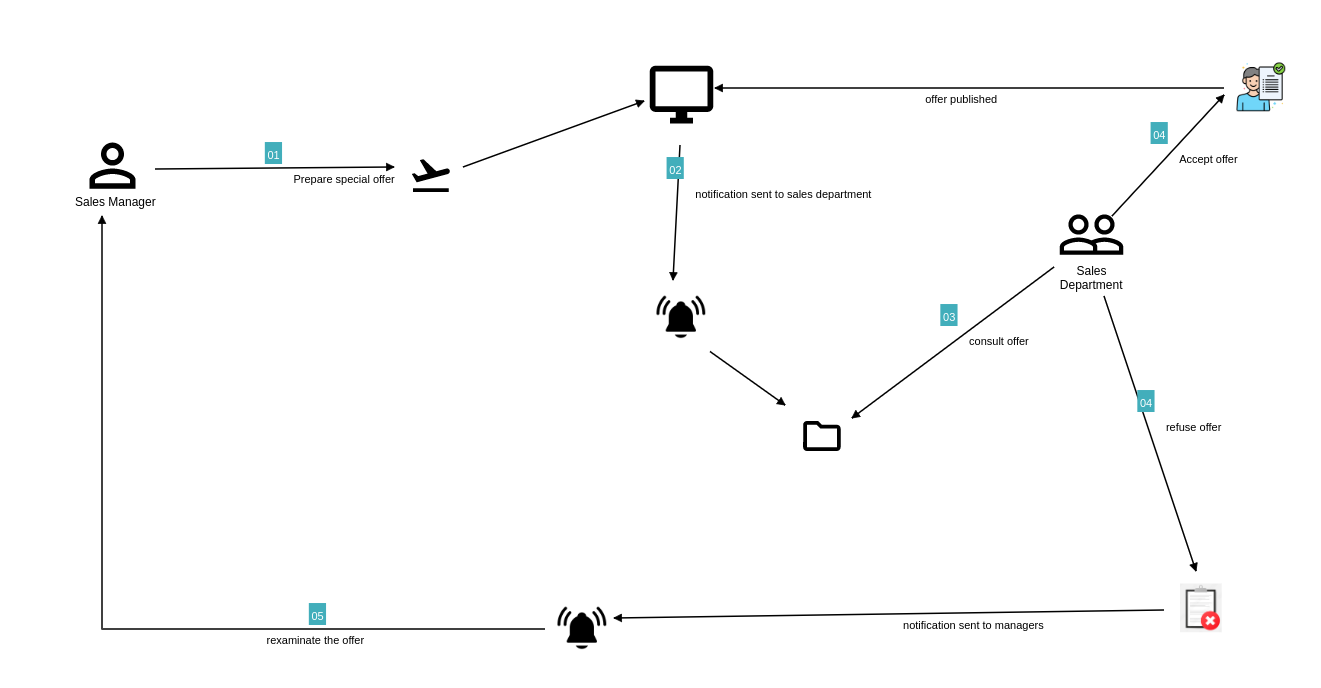 offer published
04
01
Accept offer
02
Prepare special offer
notification sent to sales department
Sales Manager
Sales
Department
03
consult offer
04
refuse offer
05
notification sent to managers
rexaminate the offer